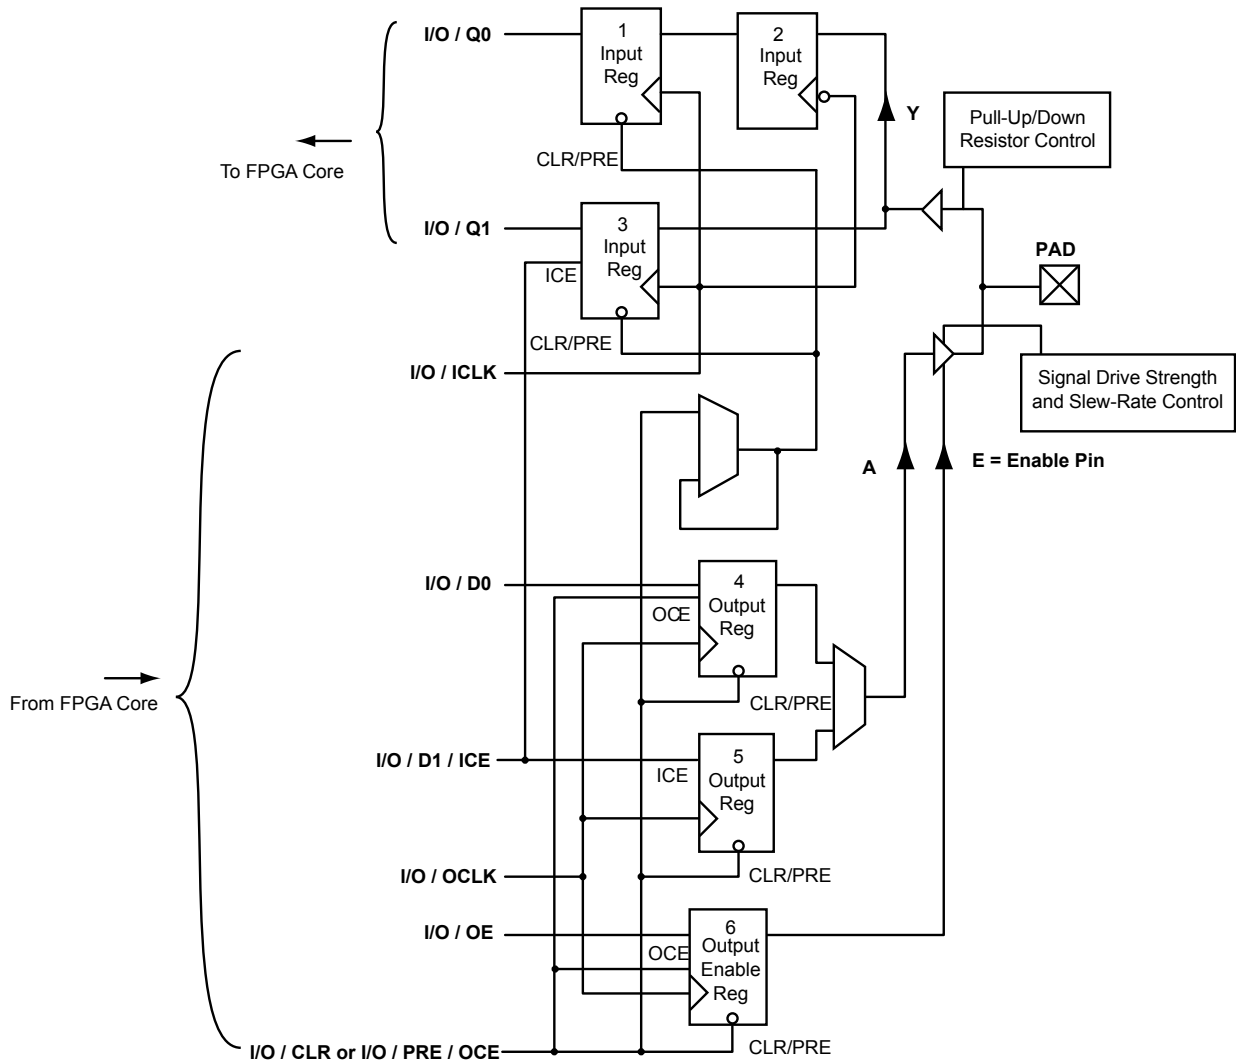 I/O / Q0
1
Input
Reg
2
Input
Reg
CLR/PRE
Y
Pull-Up/Down
Resistor Control
To FPGA Core
I/O / Q1
3
Input
Reg
ICE
CLR/PRE
PAD
I/O / ICLK
Signal Drive Strength
and Slew-Rate Control
A
E = Enable Pin
I/O / D0
4
Output
Reg
OCE
CLR/PRE
From FPGA Core
I/O / D1 / ICE
5
Output
Reg
ICE
CLR/PRE
I/O / OCLK
I/O / OE
6
Output
Enable
Reg
OCE
CLR/PRE
I/O / CLR or I/O / PRE / OCE